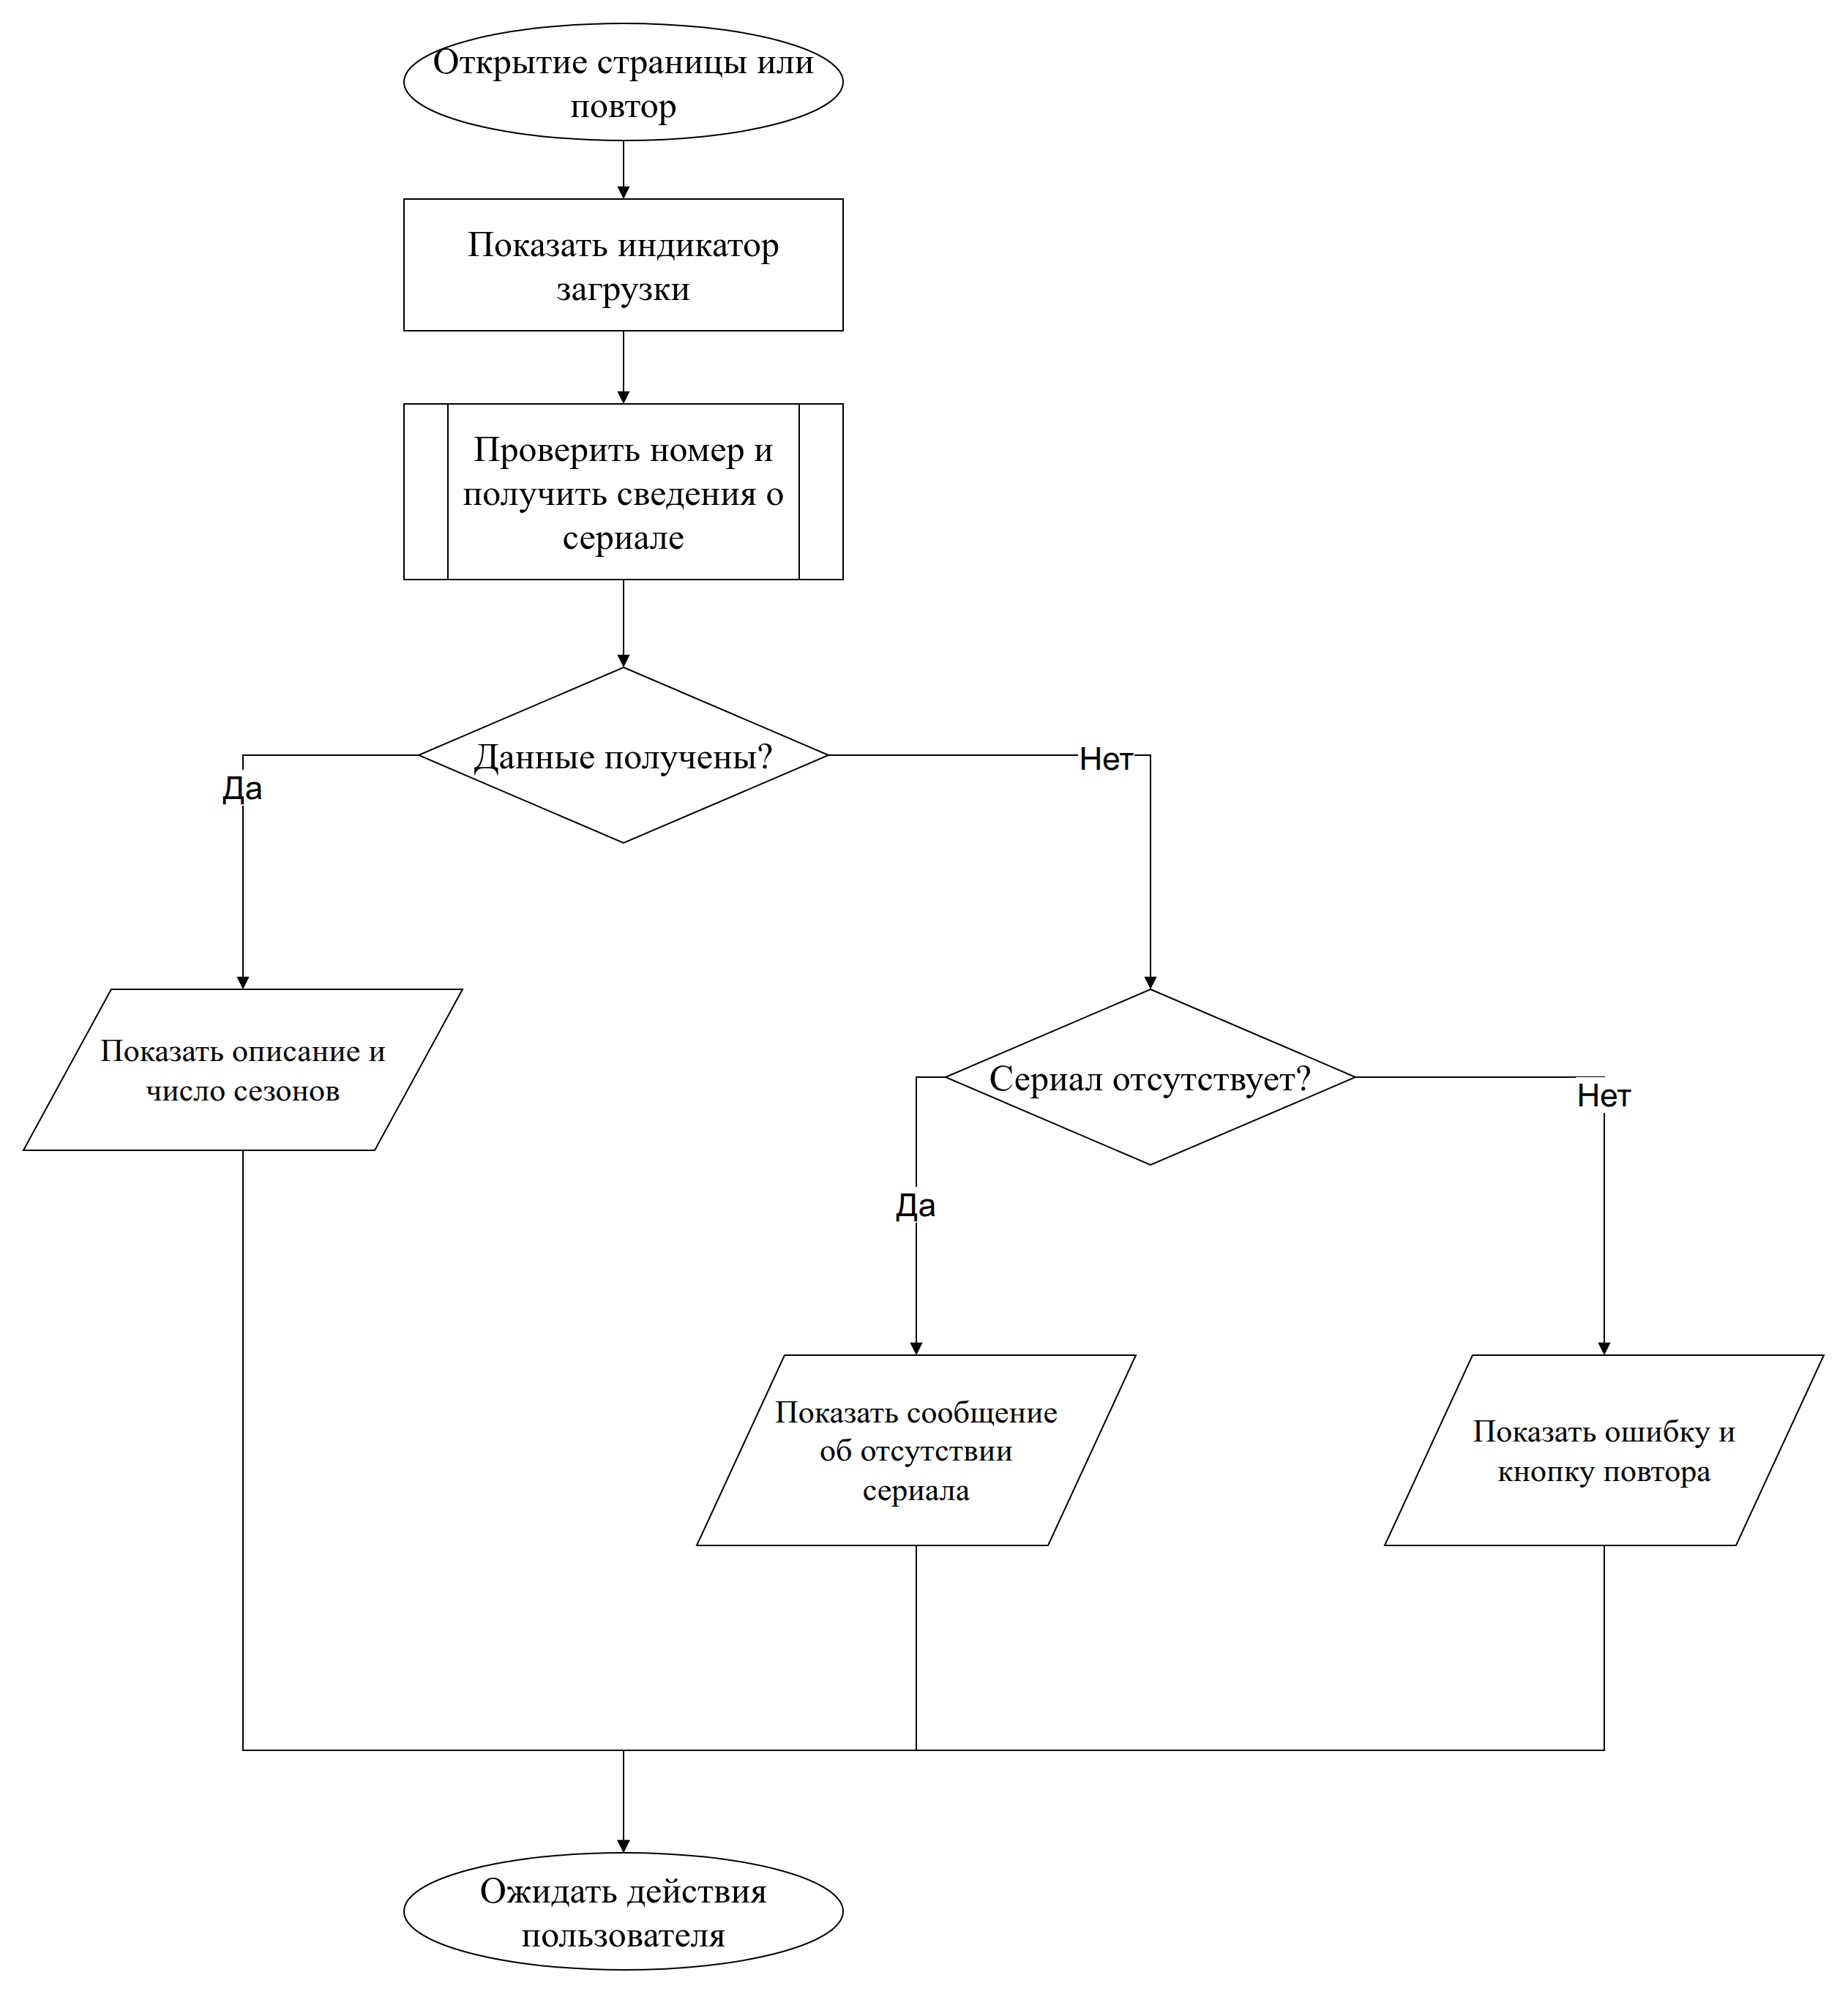 Открытие страницы или
повтор
Показать индикатор
загрузки
Проверить номер и
получить сведения о
сериале
Данные получены?
Да
Нет
Показать описание и
число сезонов
Сериал отсутствует?
Да
Нет
Показать сообщение
об отсутствии
сериала
Показать ошибку и
кнопку повтора
Ожидать действия
пользователя